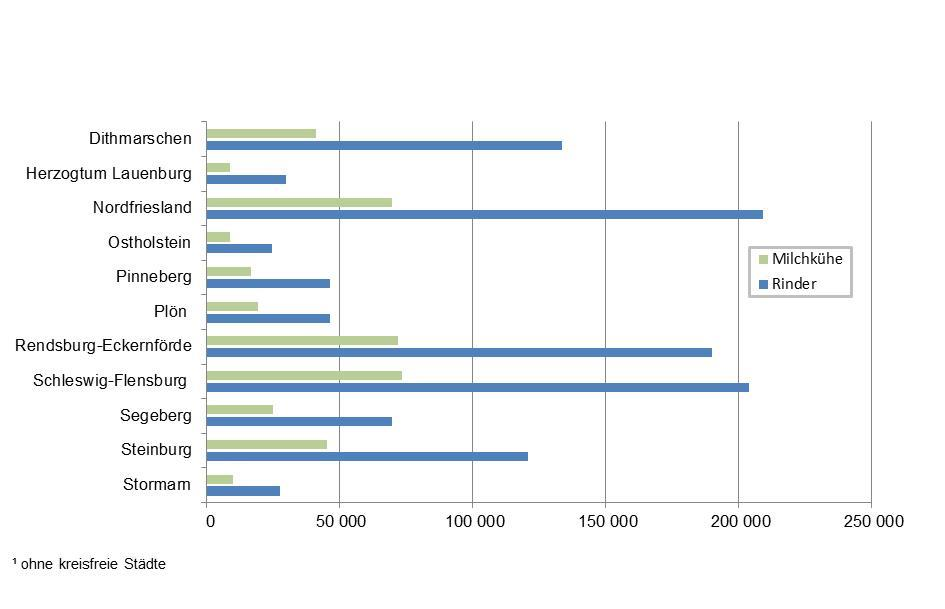 Dithmarschen
Herzogtum Lauenburg
Nordfriesland
Ostholstein
Pinneberg
Plön
Rendsburg-Eckernförde
Schleswig-Flensburg
Segeberg
Steinburg
Stormarn
Milchkühe
Rinder
0 50 000 100 000 150 000 200 000 250 000
¹ ohne kreisfreie Städte